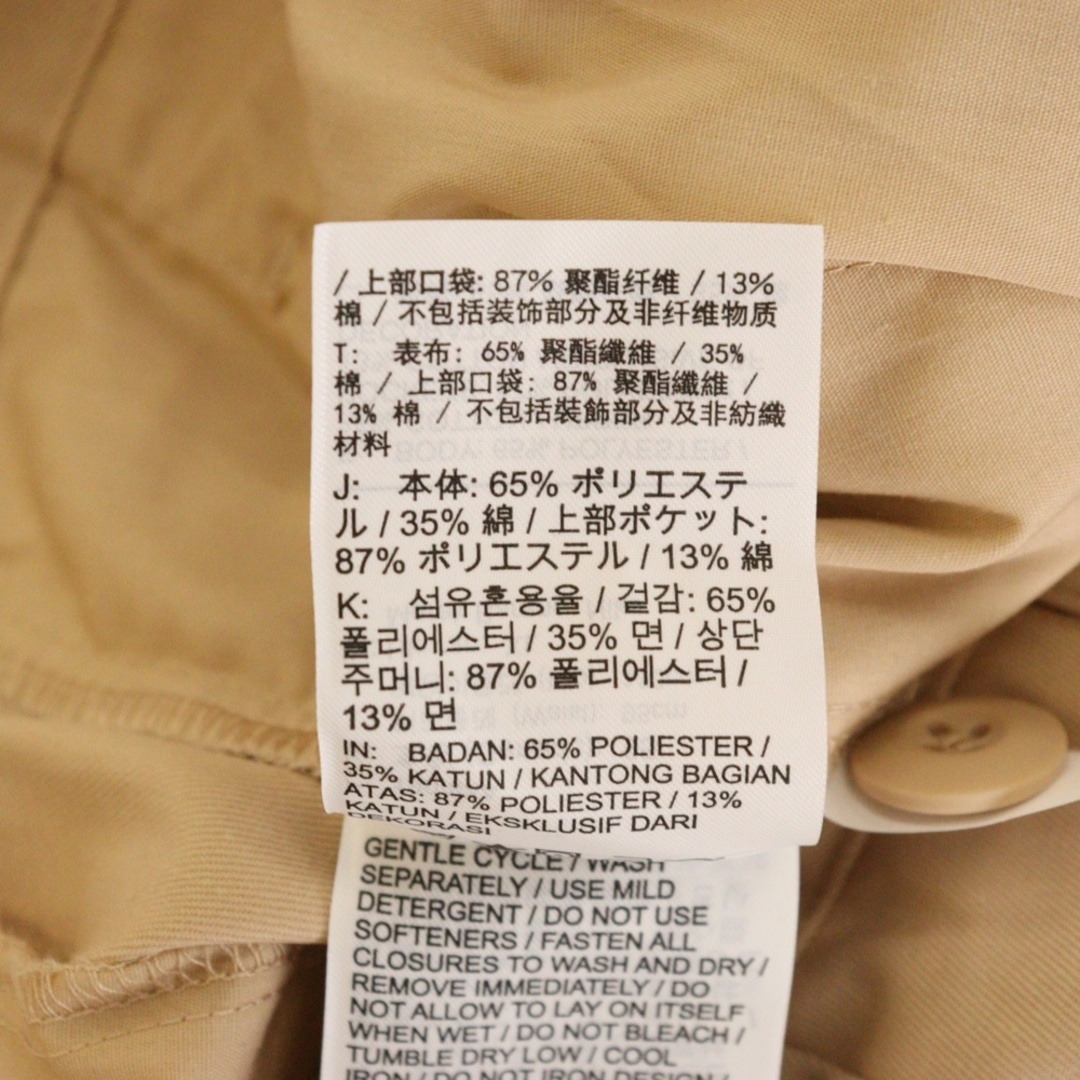 / 上部口袋: 87% 聚酯纤维 / 13%
棉 / 不包括装饰部分及非纤维物质
T: 表布: 65% 聚酯纖維 / 35%
棉 / 上部口袋: 87% 聚酯纖維 /
13% 棉 / 不包括裝飾部分及非紡織
材料
J: 本体: 65% ポリエステ
ル / 35% 綿 / 上部ポケット:
87% ポリエステル / 13% 綿
K: 섬유혼용율 / 겉감: 65%
폴리에스터 / 35% 면 / 상단
주머니: 87% 폴리에스터 /
13% 면
IN: BADAN: 65% POLIESTER /
35% KATUN / KANTONG BAGIAN
ATAS: 87% POLIESTER / 13%
KATUN / EKSKLUSIF DARI
DEKORASI
GENTLE CYCLE / WASH
SEPARATELY / USE MILD
DETERGENT / DO NOT USE
SOFTENERS / FASTEN ALL
CLOSURES TO WASH AND DRY /
REMOVE IMMEDIATELY / DO
NOT ALLOW TO LAY ON ITSELF
WHEN WET / DO NOT BLEACH /
TUMBLE DRY LOW / COOL
IRON / DO NOT IRON DESIGN /